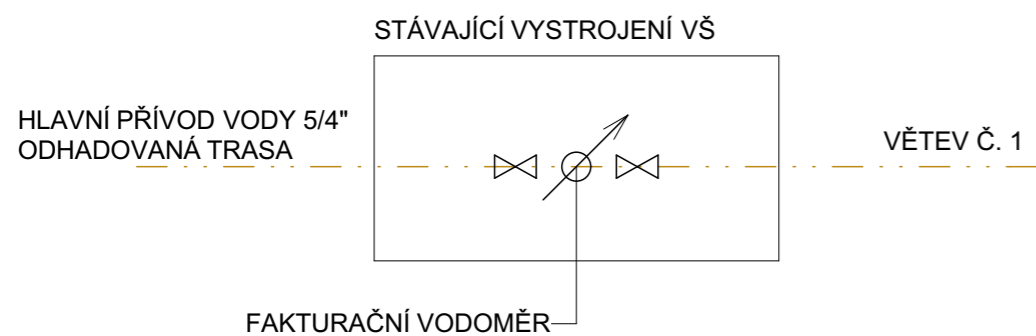 STÁVAJÍCÍ VYSTROJENÍ VŠ
HLAVNÍ PŘÍVOD VODY 5/4"
ODHADOVANÁ TRASA
VĚTEV Č. 1
FAKTURAČNÍ VODOMĚR